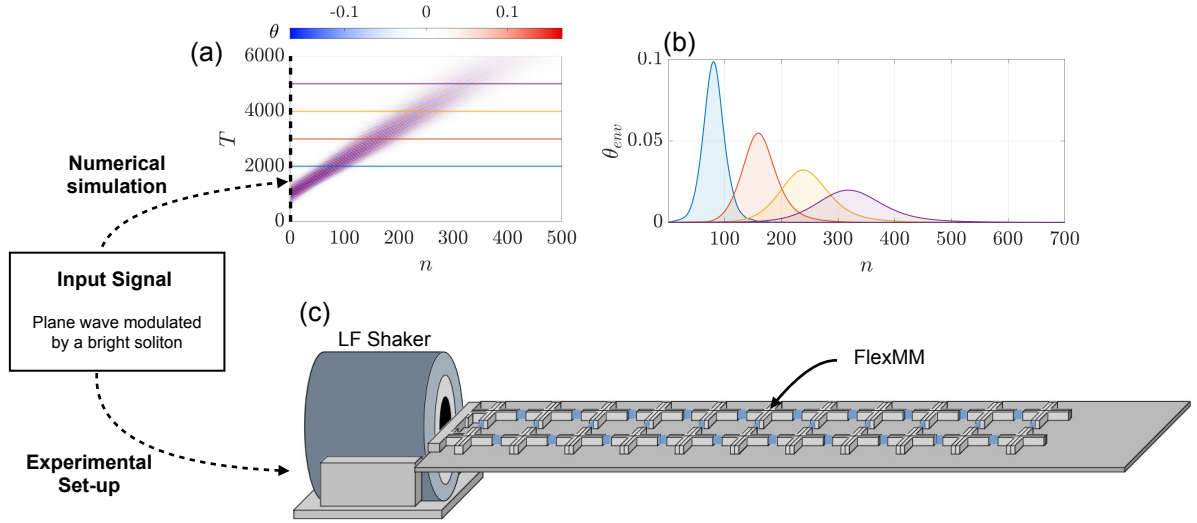 -0.1 0 0.1
θ
(a)
6000
4000
2000
0
T
0 100 200 300 400 500
n
(b)
0.1
0.05
0
θ_env
100 200 300 400 500 600 700
n
Numerical
simulation
Input Signal
Plane wave modulated
by a bright soliton
Experimental
Set-up
(c)
LF Shaker
FlexMM